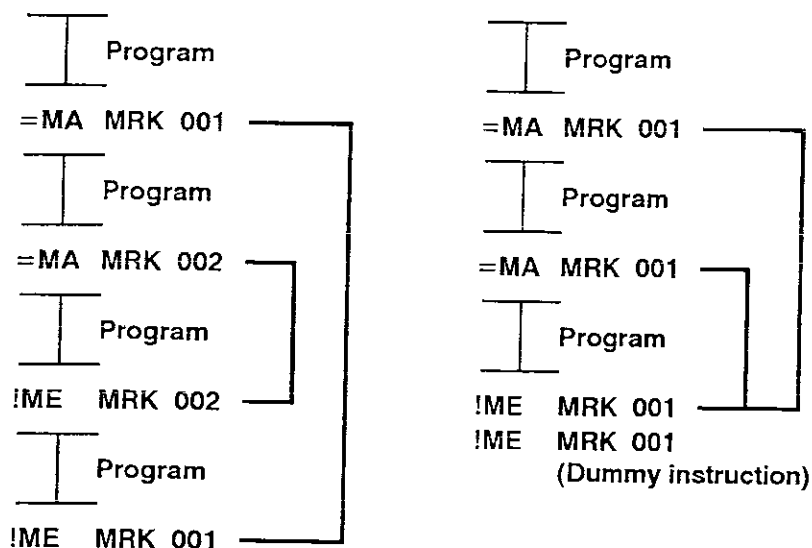 Program
=MA MRK 001
Program
=MA MRK 002
Program
!ME MRK 002
Program
!ME MRK 001
Program
=MA MRK 001
Program
=MA MRK 001
Program
!ME MRK 001
!ME MRK 001
(Dummy instruction)